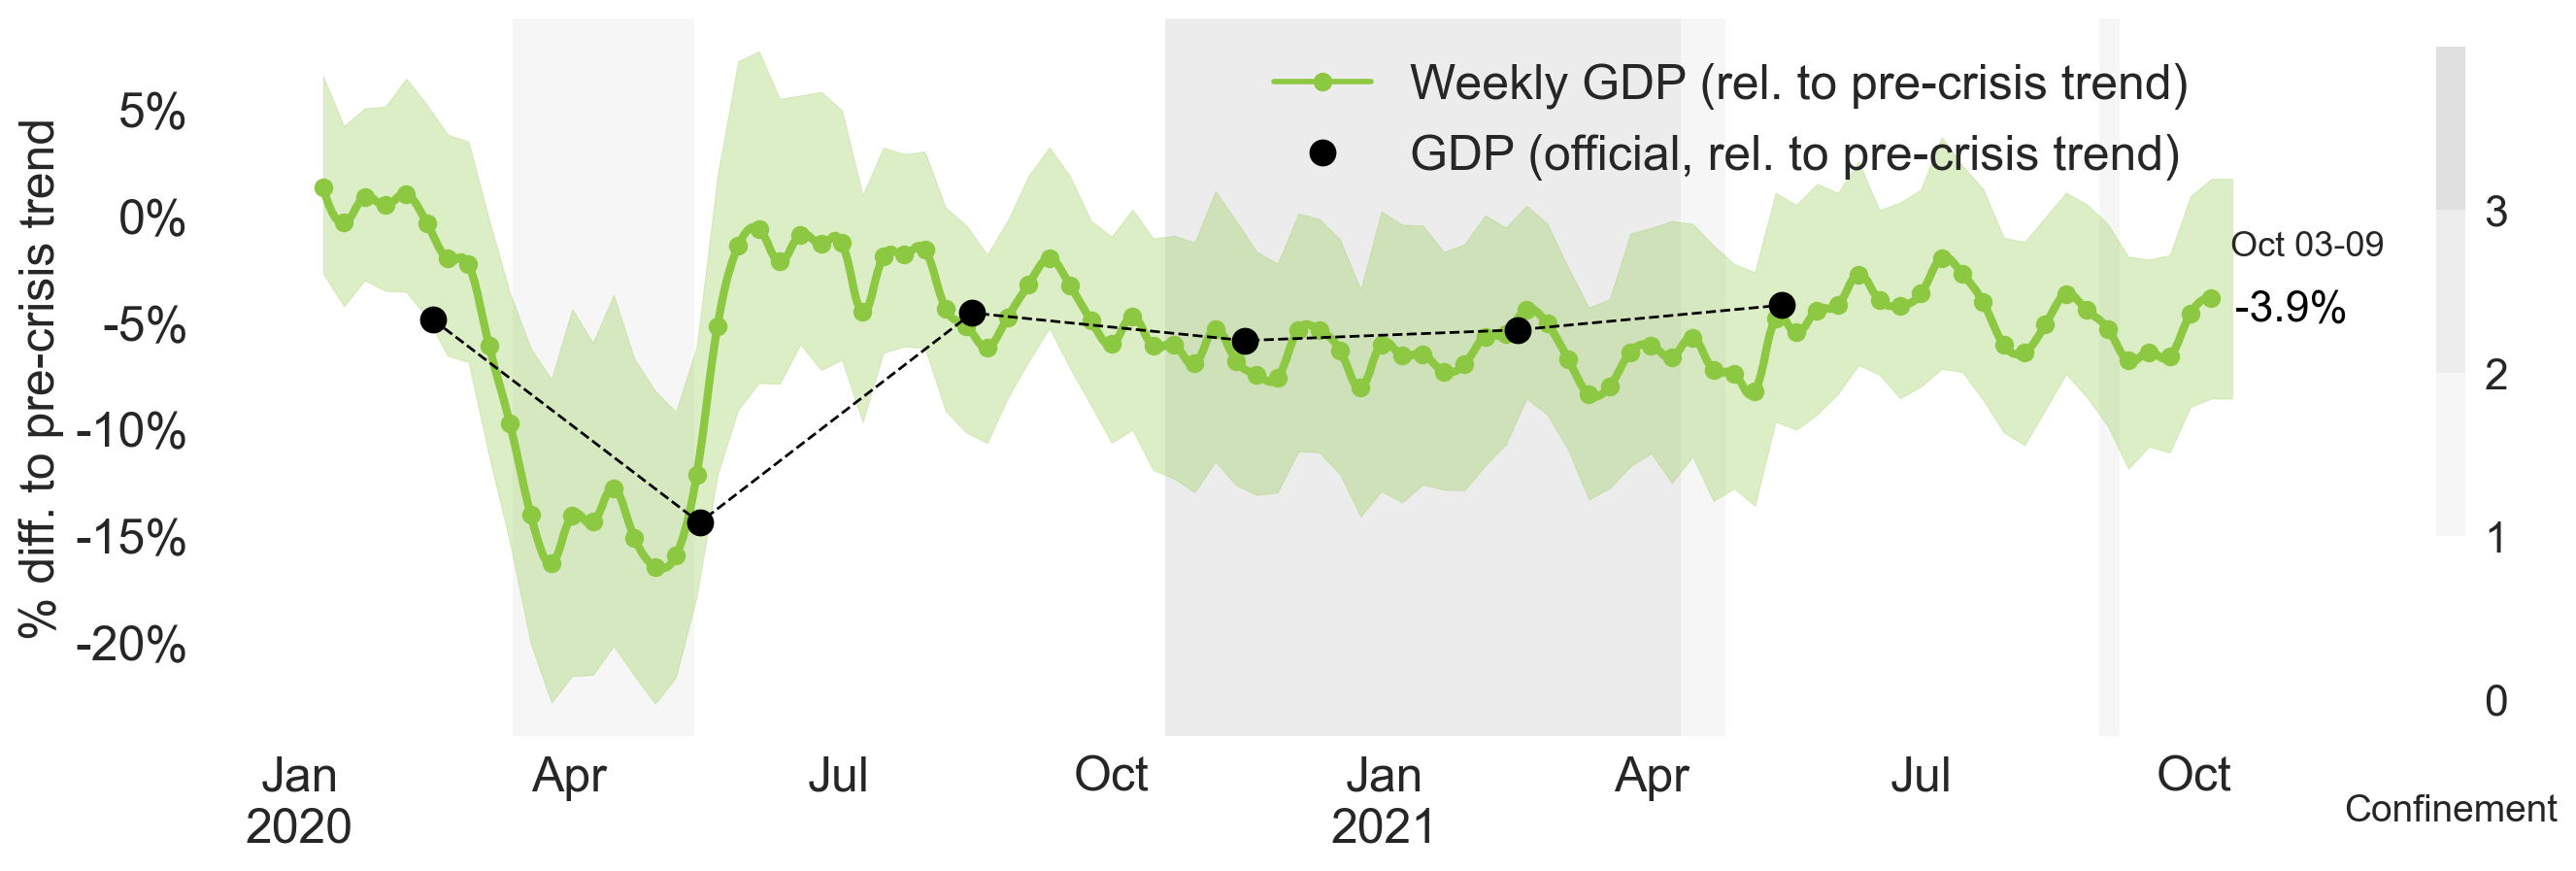 % diff. to pre-crisis trend
5%
0%
-5%
-10%
-15%
-20%
Weekly GDP (rel. to pre-crisis trend)
GDP (official, rel. to pre-crisis trend)
Oct 03-09
-3.9%
3
2
1
0
Confinement
Jan Apr Jul Oct Jan Apr Jul Oct
2020 2021